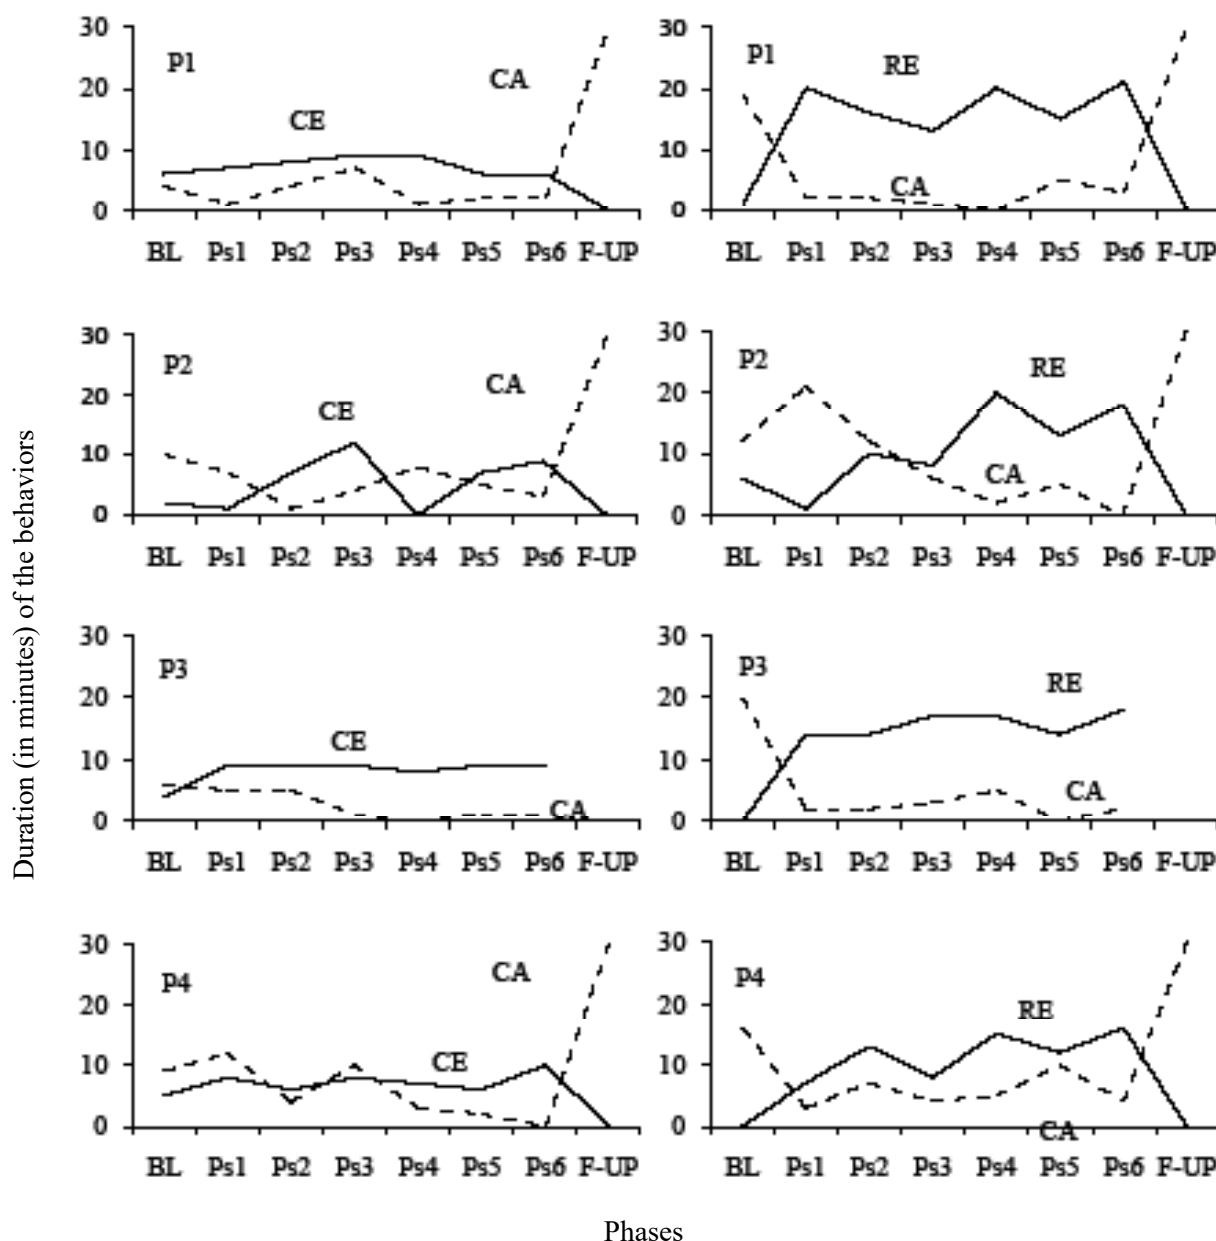 30
P1
CA
20
CE
10
0
BL Ps1 Ps2 Ps3 Ps4 Ps5 Ps6 F-UP
30
P1
RE
20
10
CA
0
BL Ps1 Ps2 Ps3 Ps4 Ps5 Ps6 F-UP
30
P2
CA
20
CE
10
0
BL Ps1 Ps2 Ps3 Ps4 Ps5 Ps6 F-UP
30
P2
RE
20
10
CA
0
BL Ps1 Ps2 Ps3 Ps4 Ps5 Ps6 F-UP
Duration (in minutes) of the behaviors
30
P3
20
CE
10
CA
0
BL Ps1 Ps2 Ps3 Ps4 Ps5 Ps6 F-UP
30
P3
RE
20
10
CA
0
BL Ps1 Ps2 Ps3 Ps4 Ps5 Ps6 F-UP
30
P4
CA
20
CE
10
0
BL Ps1 Ps2 Ps3 Ps4 Ps5 Ps6 F-UP
30
P4
RE
20
10
0
CA
BL Ps1 Ps2 Ps3 Ps4 Ps5 Ps6 F-UP
Phases